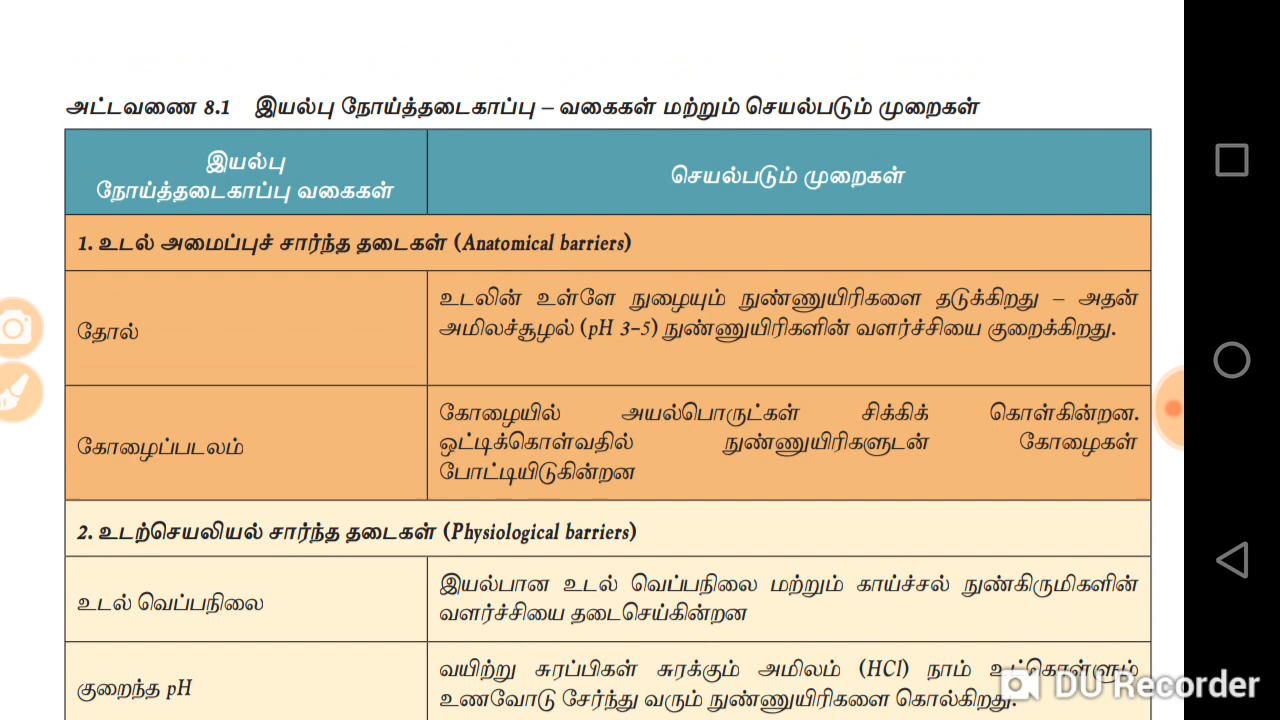 அட்டவணை 8.1 இயல்பு நோய்த்தடைகாப்பு – வகைகள் மற்றும் செயல்படும் முறைகள்
இயல்பு
நோய்த்தடைகாப்பு வகைகள்
செயல்படும் முறைகள்
1. உடல் அமைப்புச் சார்ந்த தடைகள் (Anatomical barriers)
தோல்
உடலின் உள்ளே நுழையும் நுண்ணுயிரிகளை தடுக்கிறது – அதன்
அமிலச்சூழல் (pH 3-5) நுண்ணுயிரிகளின் வளர்ச்சியை குறைக்கிறது.
கோழைப்படலம்
கோழையில் அயல்பொருட்கள் சிக்கிக் கொள்கின்றன.
ஒட்டிக்கொள்வதில் நுண்ணுயிரிகளுடன் கோழைகள்
போட்டியிடுகின்றன
2. உடற்செயலியல் சார்ந்த தடைகள் (Physiological barriers)
உடல் வெப்பநிலை
இயல்பான உடல் வெப்பநிலை மற்றும் காய்ச்சல் நுண்கிருமிகளின்
வளர்ச்சியை தடைசெய்கின்றன
குறைந்த pH
வயிற்று சுரப்பிகள் சுரக்கும் அமிலம் (HCl) நாம் உட்கொள்ளும்
உணவோடு சேர்ந்து வரும் நுண்ணுயிரிகளை கொல்கிறது.
DU Recorder